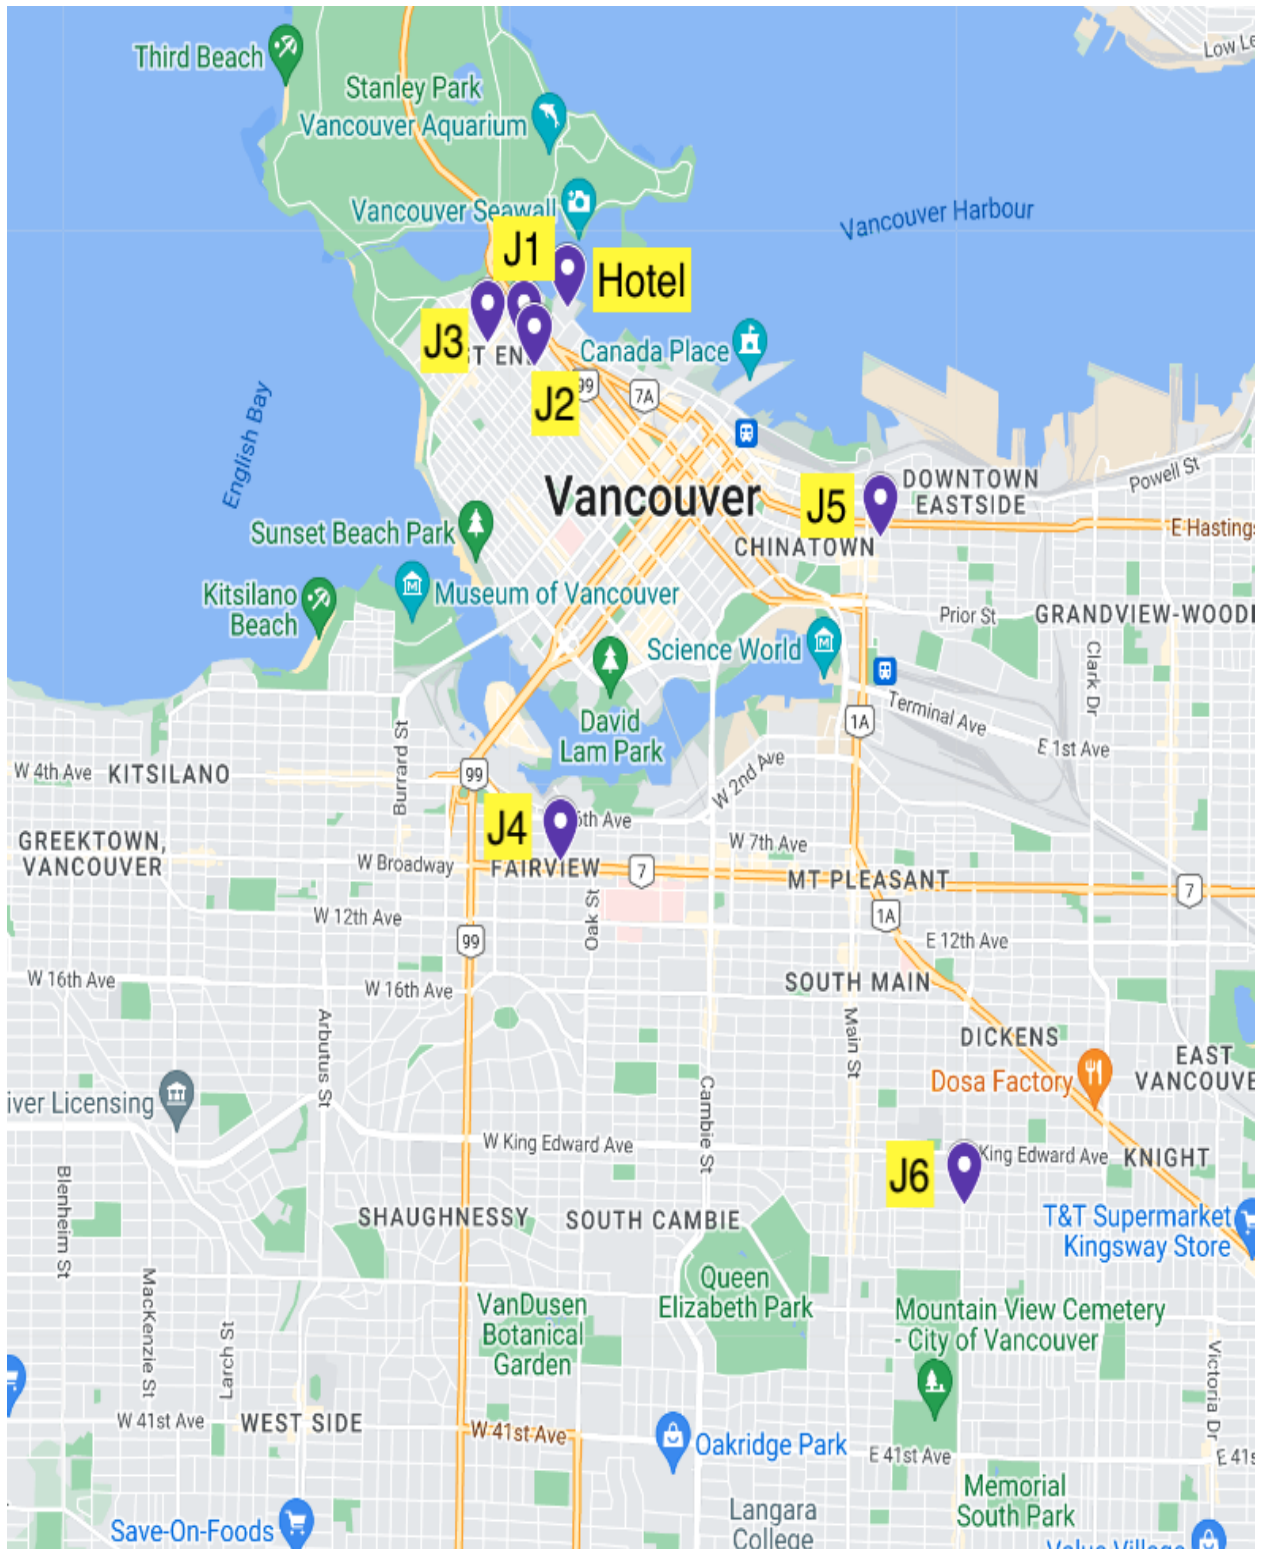 Low Le
Third Beach
Stanley Park
Vancouver Aquarium
Vancouver Seawall
Vancouver Harbour
J1
Hotel
J3
ST EN
Canada Place
99
7A
J2
English Bay
Vancouver
J5
DOWNTOWN
EASTSIDE
Powell St
E Hastings
CHINATOWN
Sunset Beach Park
Kitsilano
Beach
Museum of Vancouver
Prior St
GRANDVIEW-WOOD
Science World
Clark Dr
Terminal Ave
David
Lam Park
1A
E 1st Ave
W 4th Ave
KITSILANO
Burrard St
99
W 2nd Ave
J4
6th Ave
GREEKTOWN,
VANCOUVER
W Broadway
FAIRVIEW
7
W 7th Ave
MT PLEASANT
7
W 12th Ave
Oak St
1A
99
E 12th Ave
W 16th Ave
W 16th Ave
SOUTH MAIN
Arbutus St
Main St
DICKENS
EAST
VANCOUVE
Dosa Factory
iver Licensing
Cambie St
W King Edward Ave
J6
King Edward Ave
KNIGHT
Blenheim St
SHAUGHNESSY
SOUTH CAMBIE
T&T Supermarket
Kingsway Store
MacKenzie St
Larch St
VanDusen
Botanical
Garden
Queen
Elizabeth Park
Mountain View Cemetery
- City of Vancouver
Victoria Dr
W 41st Ave
WEST SIDE
W 41st Ave
Oakridge Park
E 41st Ave
E 41s
Memorial
South Park
Save-On-Foods
Langara
College
Value Village